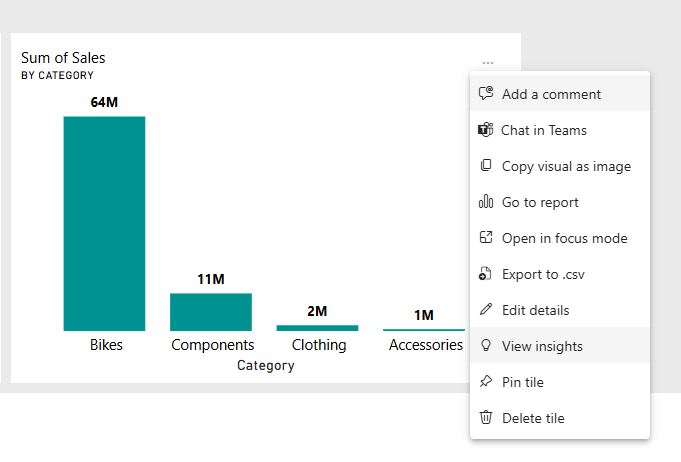 Sum of Sales
BY CATEGORY
...
64M
11M
2M
1M
Bikes
Components
Clothing
Accessories
Category
Add a comment
Chat in Teams
Copy visual as image
Go to report
Open in focus mode
Export to .csv
Edit details
View insights
Pin tile
Delete tile